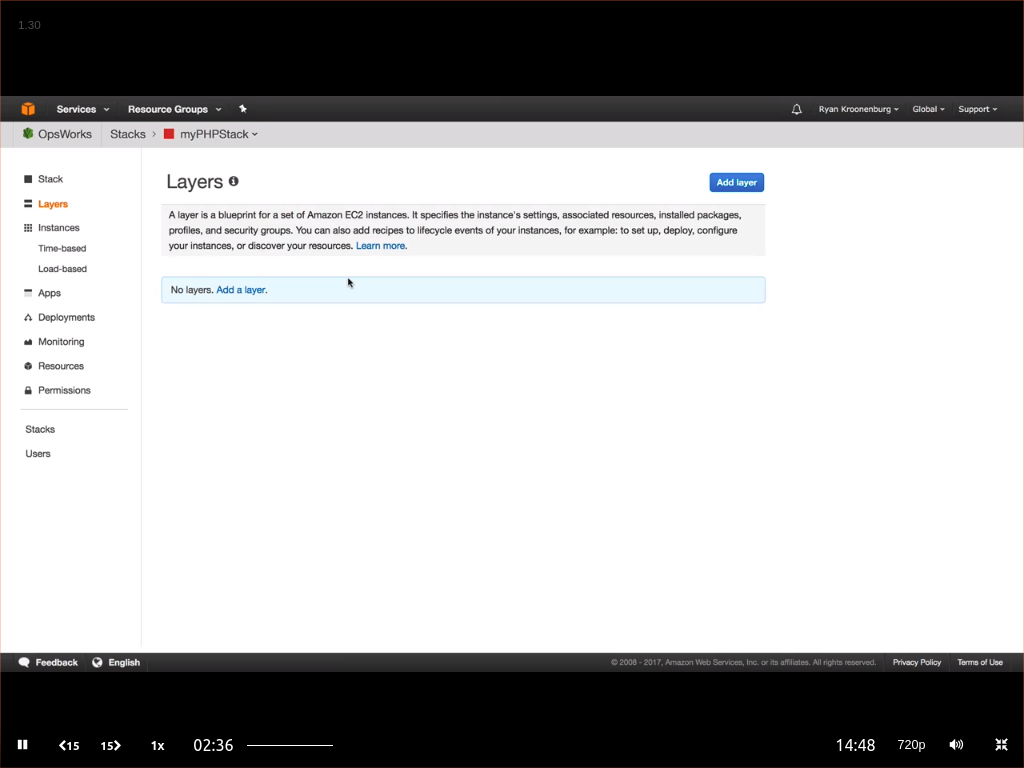 1.30
Services Resource Groups Ryan Kroonenburg Global Support
OpsWorks Stacks myPHPStack
Stack
Layers
Instances
Time-based
Load-based
Apps
Deployments
Monitoring
Resources
Permissions
Stacks
Users
Layers
Add layer
A layer is a blueprint for a set of Amazon EC2 instances. It specifies the instance's settings, associated resources, installed packages,
profiles, and security groups. You can also add recipes to lifecycle events of your instances, for example: to set up, deploy, configure
your instances, or discover your resources. Learn more.
No layers. Add a layer.
Feedback English © 2008 - 2017, Amazon Web Services, Inc. or its affiliates. All rights reserved. Privacy Policy Terms of Use
15 15 1x 02:36 14:48 720p